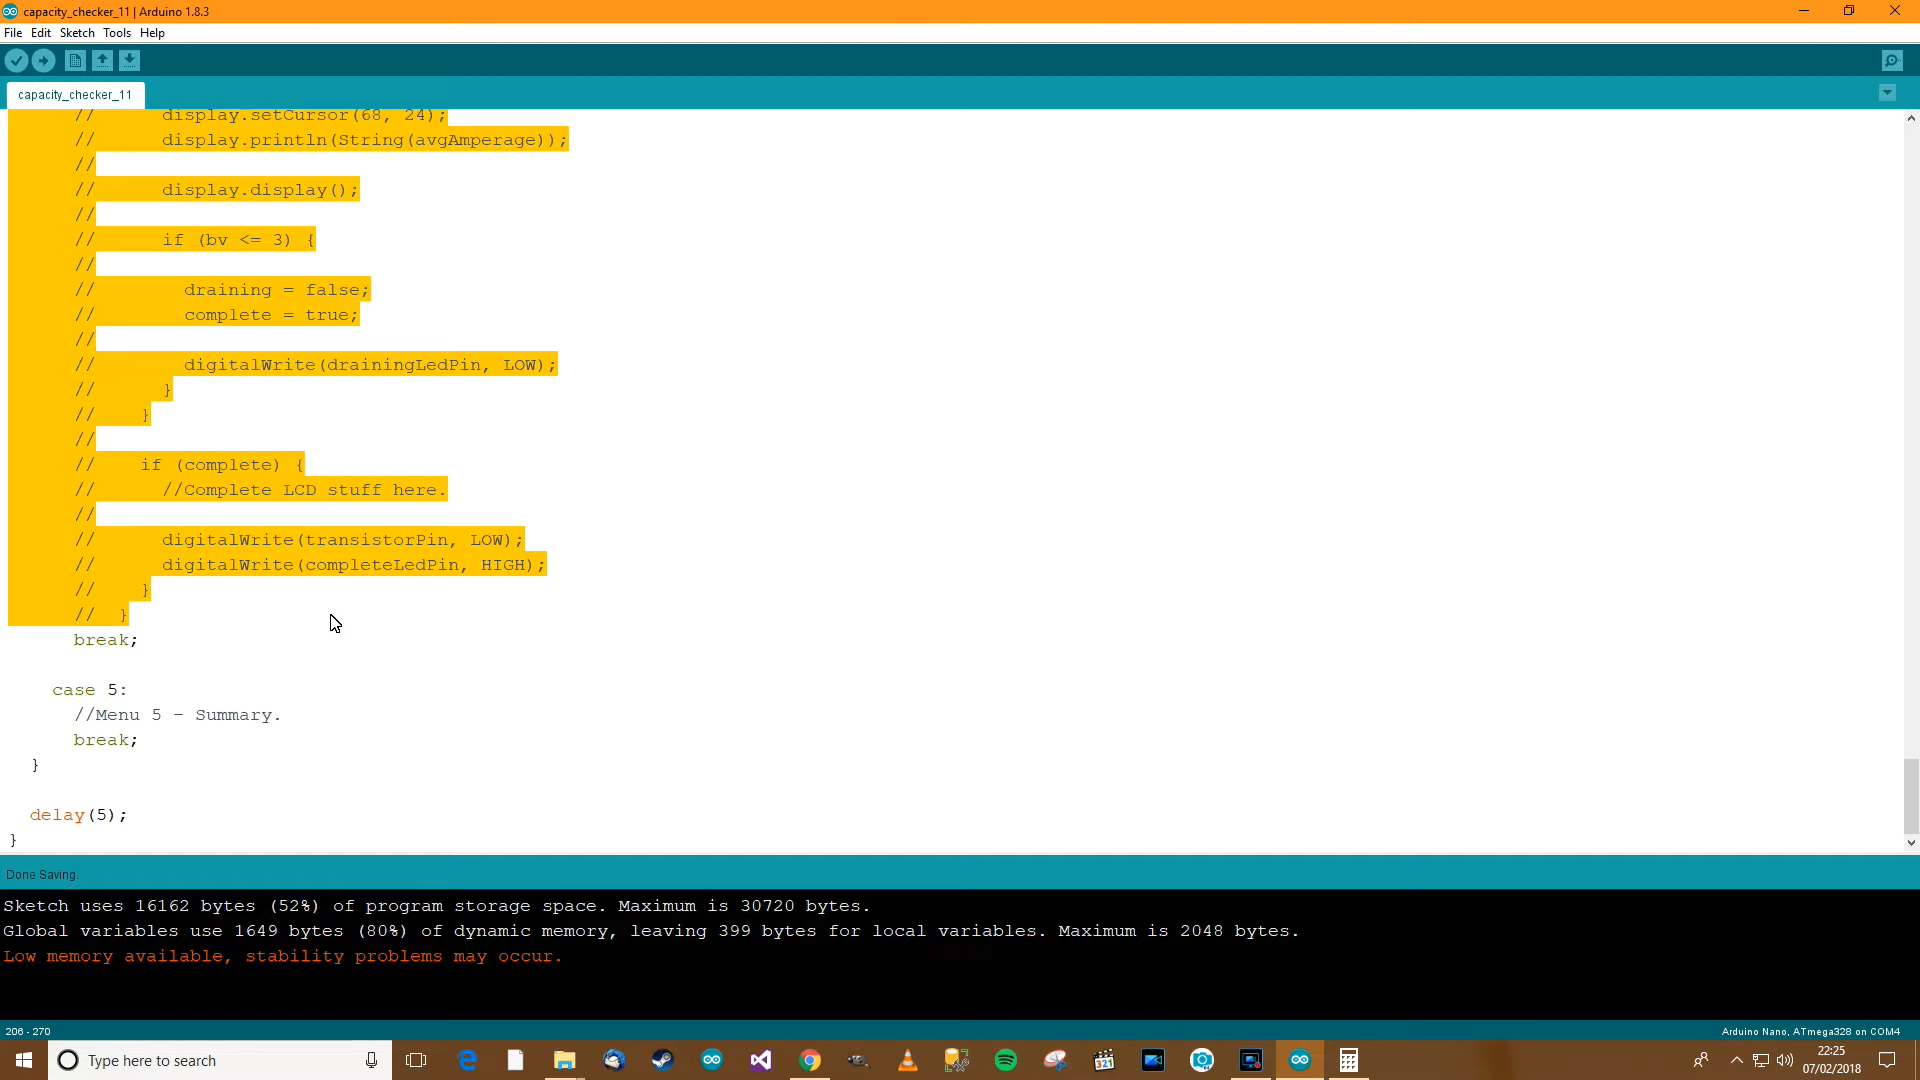 capacity_checker_11 | Arduino 1.8.3
File Edit Sketch Tools Help
capacity_checker_11
// display.setCursor(68, 24);
// display.println(String(avgAmperage));
//
// display.display();
//
// if (bv <= 3) {
//
// draining = false;
// complete = true;
//
// digitalWrite(drainingLedPin, LOW);
// }
// }
//
// if (complete) {
// //Complete LCD stuff here.
//
// digitalWrite(transistorPin, LOW);
// digitalWrite(completeLedPin, HIGH);
// }
// }
break;
case 5:
//Menu 5 - Summary.
break;
}
delay(5);
}
Done Saving.
Sketch uses 16162 bytes (52%) of program storage space. Maximum is 30720 bytes.
Global variables use 1649 bytes (80%) of dynamic memory, leaving 399 bytes for local variables. Maximum is 2048 bytes.
Low memory available, stability problems may occur.
206 - 270
Arduino Nano, ATmega328 on COM4
Type here to search
321
22:25
07/02/2018